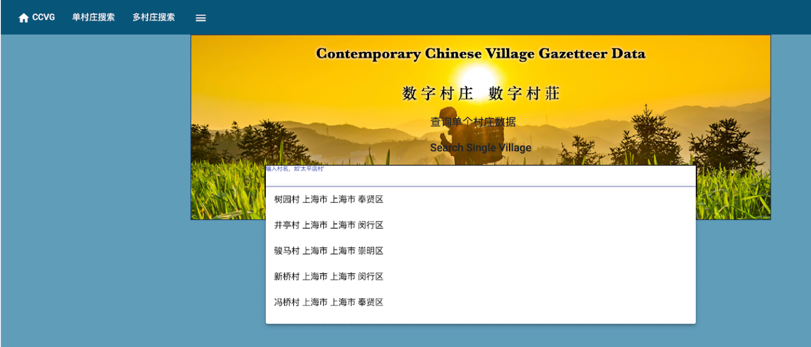 CCVG 单村庄搜索 多村庄搜索
Contemporary Chinese Village Gazetteer Data
数字村庄 數字村莊
查询单个村庄数据
Search Single Village
输入村名，如'太平店村'
树园村 上海市 上海市 奉贤区
井亭村 上海市 上海市 闵行区
骏马村 上海市 上海市 崇明区
新桥村 上海市 上海市 闵行区
冯桥村 上海市 上海市 奉贤区